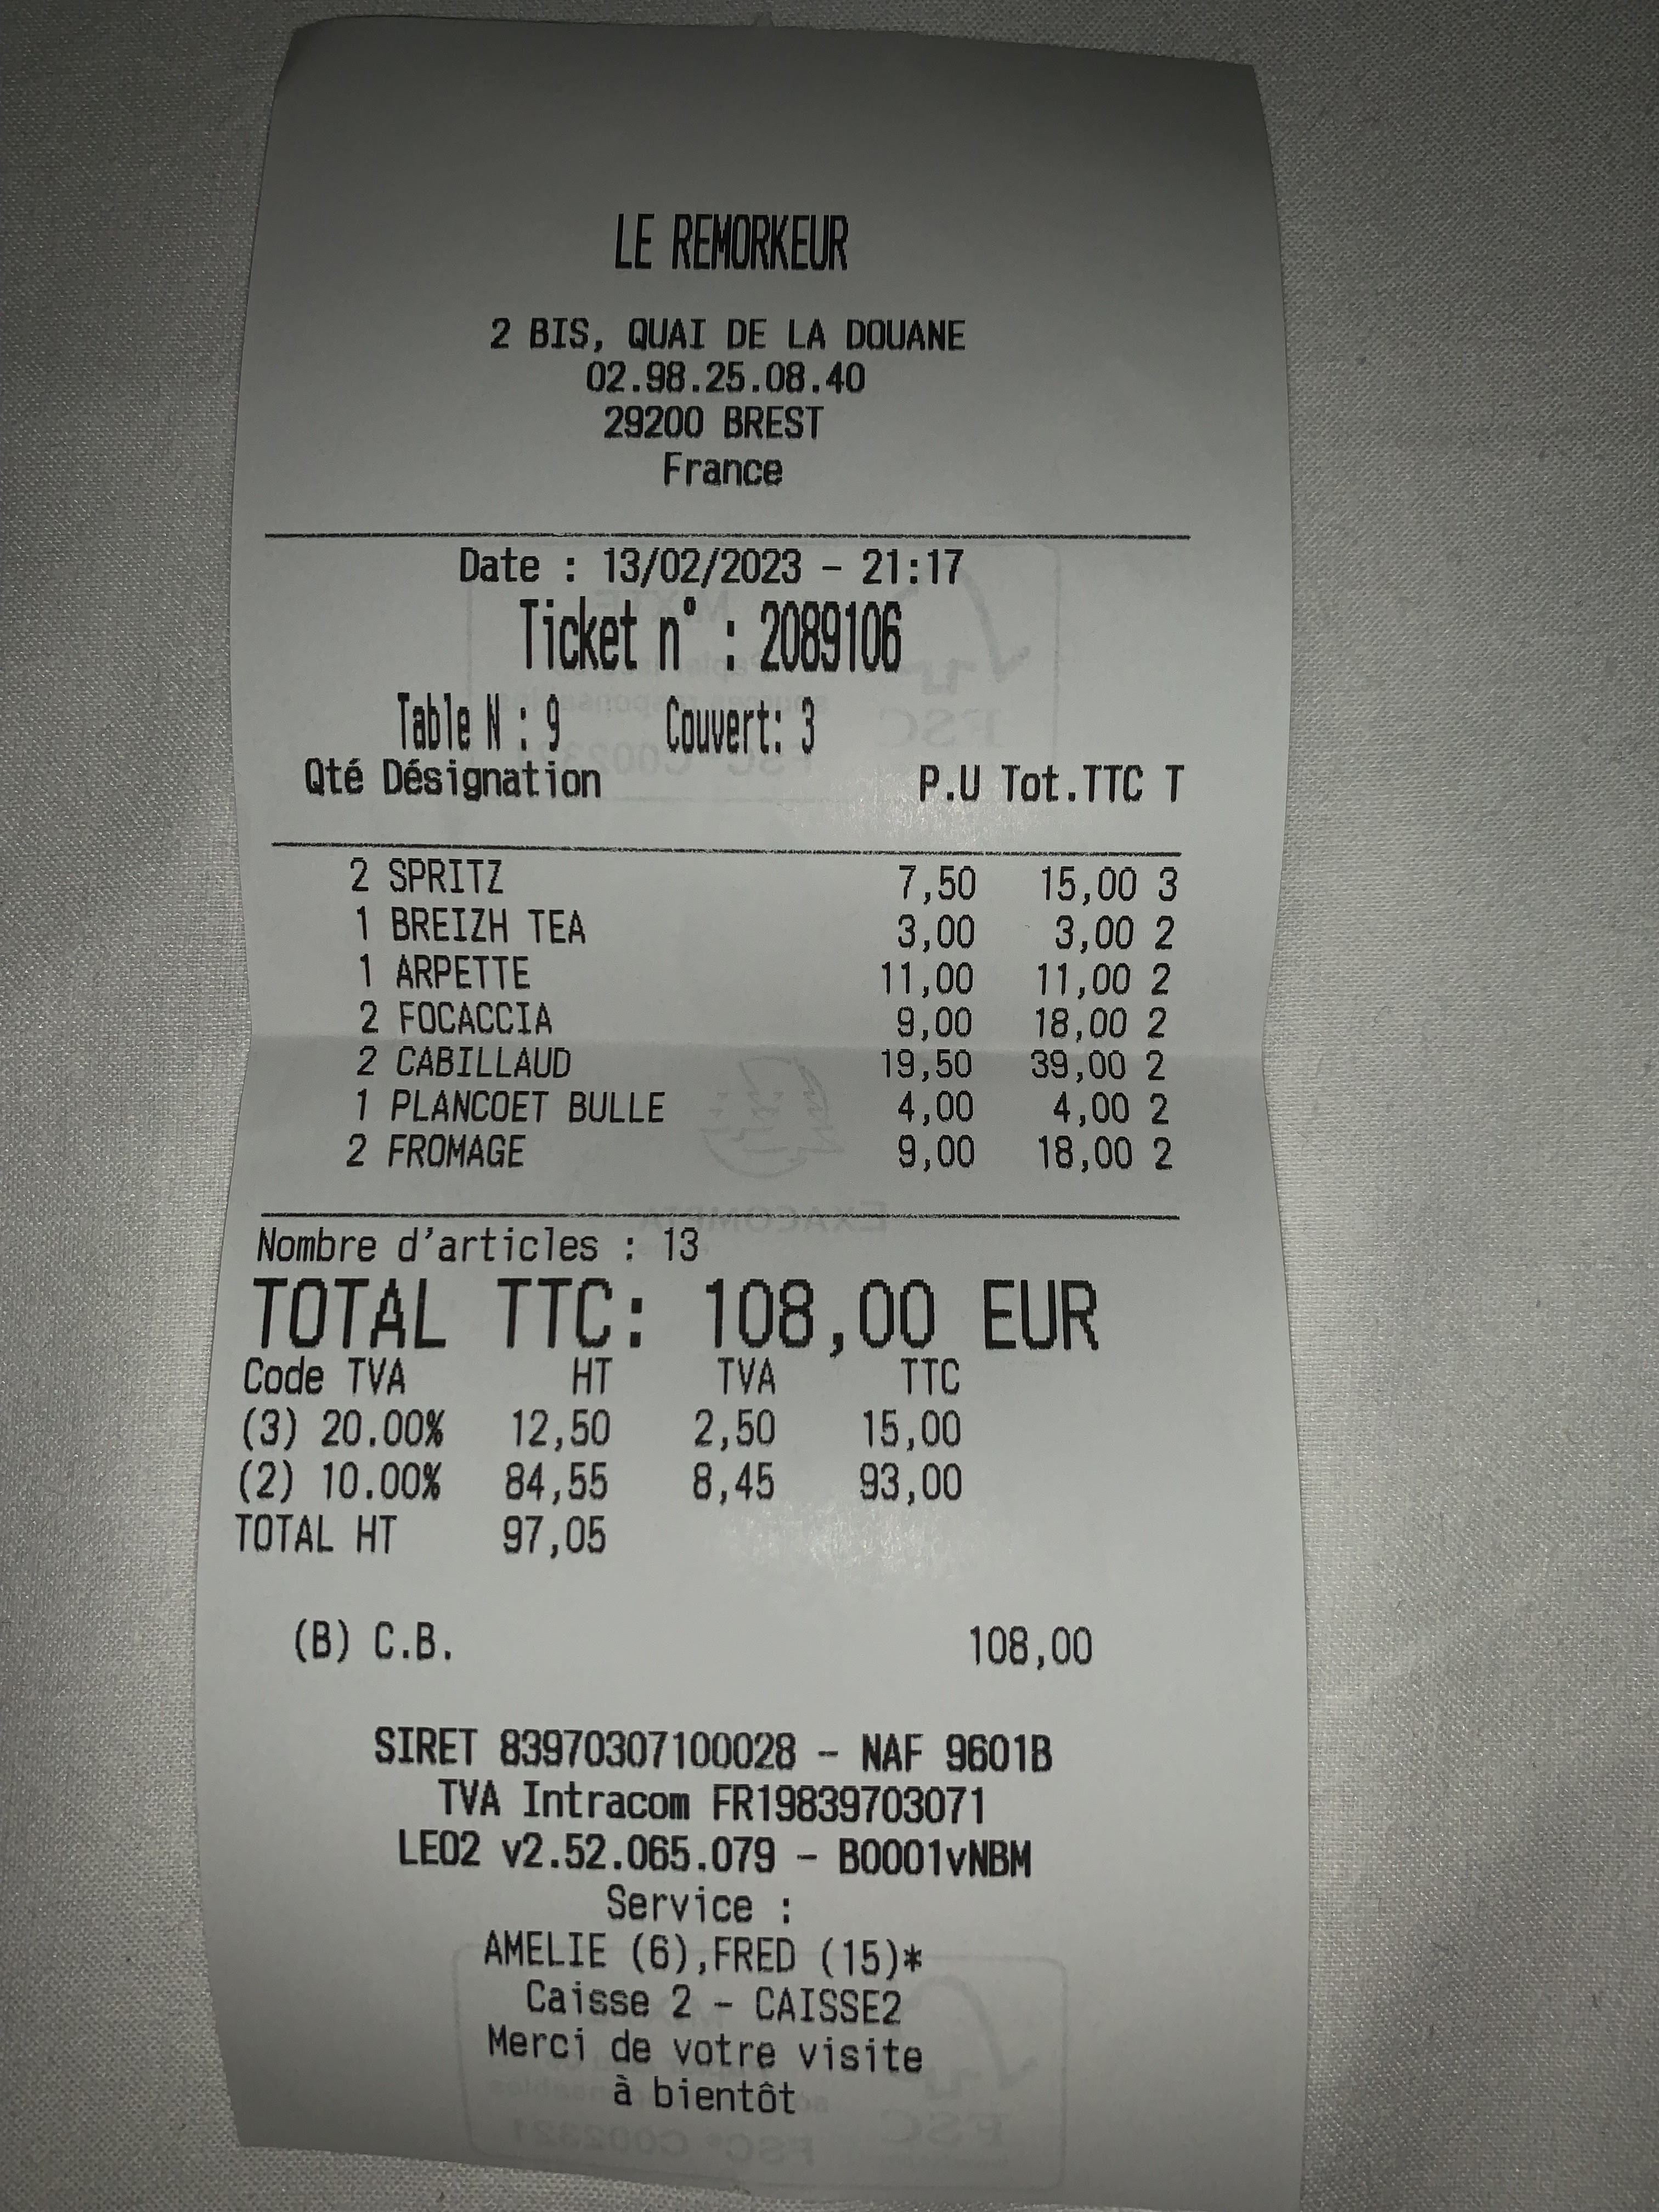 LE REMORKEUR
2 BIS, QUAI DE LA DOUANE
02.98.25.08.40
29200 BREST
France
Date : 13/02/2023 - 21:17
Ticket n° : 2089106
Table N : 9 Couvert: 3
Qté Désignation P.U Tot.TTC T
2 SPRITZ 7,50 15,00 3
1 BREIZH TEA 3,00 3,00 2
1 ARPETTE 11,00 11,00 2
2 FOCACCIA 9,00 18,00 2
2 CABILLAUD 19,50 39,00 2
1 PLANCOET BULLE 4,00 4,00 2
2 FROMAGE 9,00 18,00 2
EXACOMPTA
Nombre d'articles : 13
TOTAL TTC: 108,00 EUR
Code TVA HT TVA TTC
(3) 20.00% 12,50 2,50 15,00
(2) 10.00% 84,55 8,45 93,00
TOTAL HT 97,05
(B) C.B. 108,00
SIRET 83970307100028 - NAF 9601B
TVA Intracom FR19839703071
LEO2 v2.52.065.079 - B0001vNBM
Service :
AMELIE (6),FRED (15)*
Caisse 2 - CAISSE2
Merci de votre visite
à bientôt
FSC® C002321
FSC